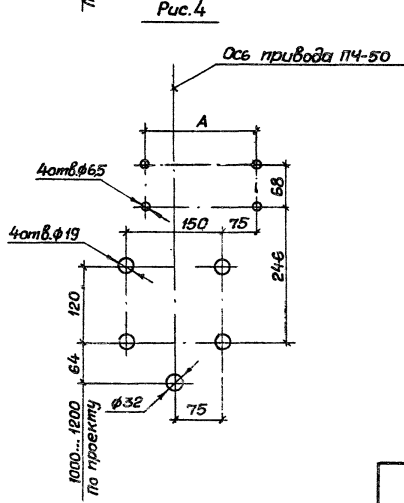 Рис.4
Ось привода ПЧ-50
А
4отв.ф6,5
68
150
75
4отв.ф19
246
120
64
ф32
75
1000...1200
По проекту